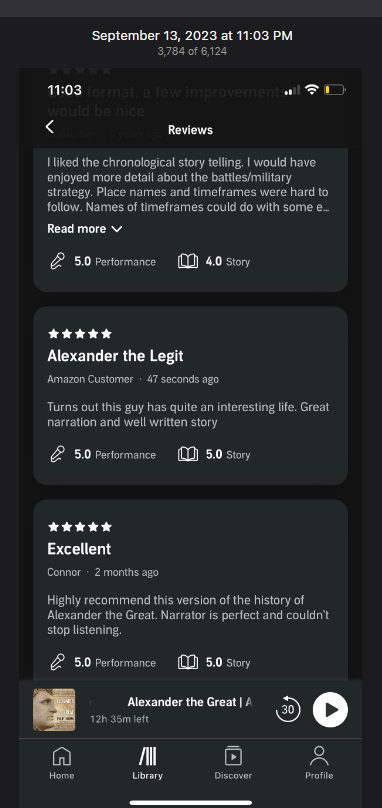 September 13, 2023 at 11:03 PM
3,784 of 6,124
11:03
format, a few improvement
would be nice
Reviews
I liked the chronological story telling. I would have
enjoyed more detail about the battles/military
strategy. Place names and timeframes were hard to
follow. Names of timeframes could do with some e...
Read more
5.0 Performance 4.0 Story
Alexander the Legit
Amazon Customer · 47 seconds ago
Turns out this guy has quite an interesting life. Great
narration and well written story
5.0 Performance 5.0 Story
Excellent
Connor · 2 months ago
Highly recommend this version of the history of
Alexander the Great. Narrator is perfect and couldn't
stop listening.
5.0 Performance 5.0 Story
Alexander the Great | A
12h 35m left
30
Home Library Discover Profile